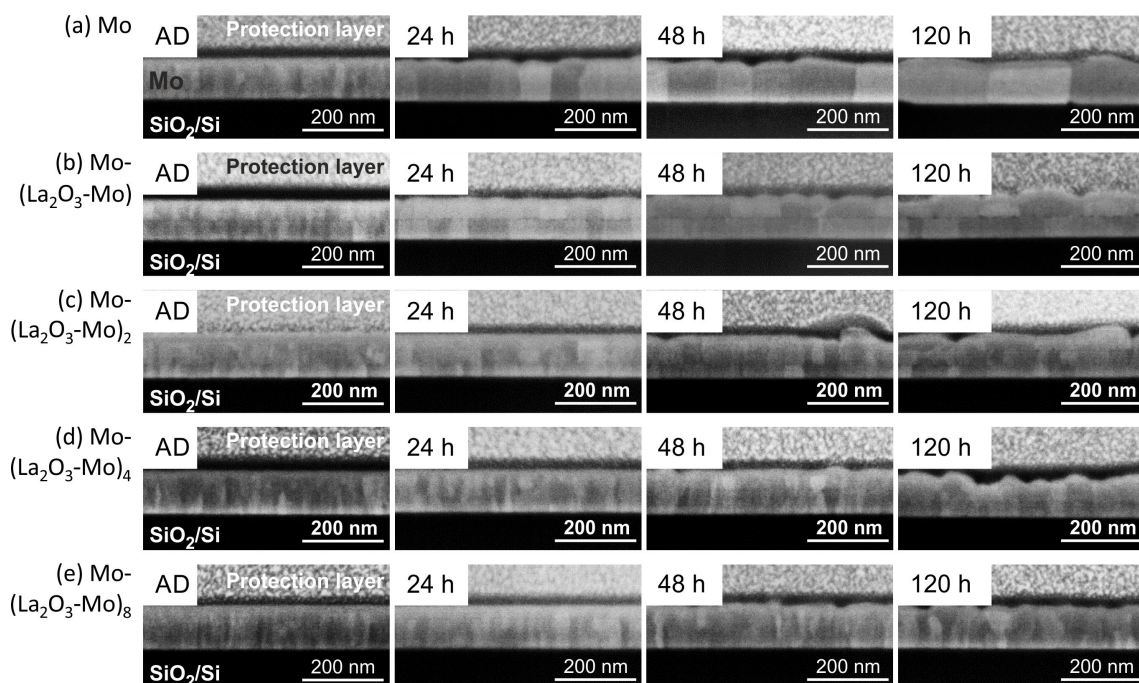 (a) Mo
AD
Protection layer
Mo
SiO₂/Si
200 nm
24 h
200 nm
48 h
200 nm
120 h
200 nm
(b) Mo-
(La₂O₃-Mo)
AD
Protection layer
SiO₂/Si
200 nm
24 h
200 nm
48 h
200 nm
120 h
200 nm
(c) Mo-
(La₂O₃-Mo)₂
AD
Protection layer
SiO₂/Si
200 nm
24 h
200 nm
48 h
200 nm
120 h
200 nm
(d) Mo-
(La₂O₃-Mo)₄
AD
Protection layer
SiO₂/Si
200 nm
24 h
200 nm
48 h
200 nm
120 h
200 nm
(e) Mo-
(La₂O₃-Mo)₈
AD
Protection layer
SiO₂/Si
200 nm
24 h
200 nm
48 h
200 nm
120 h
200 nm